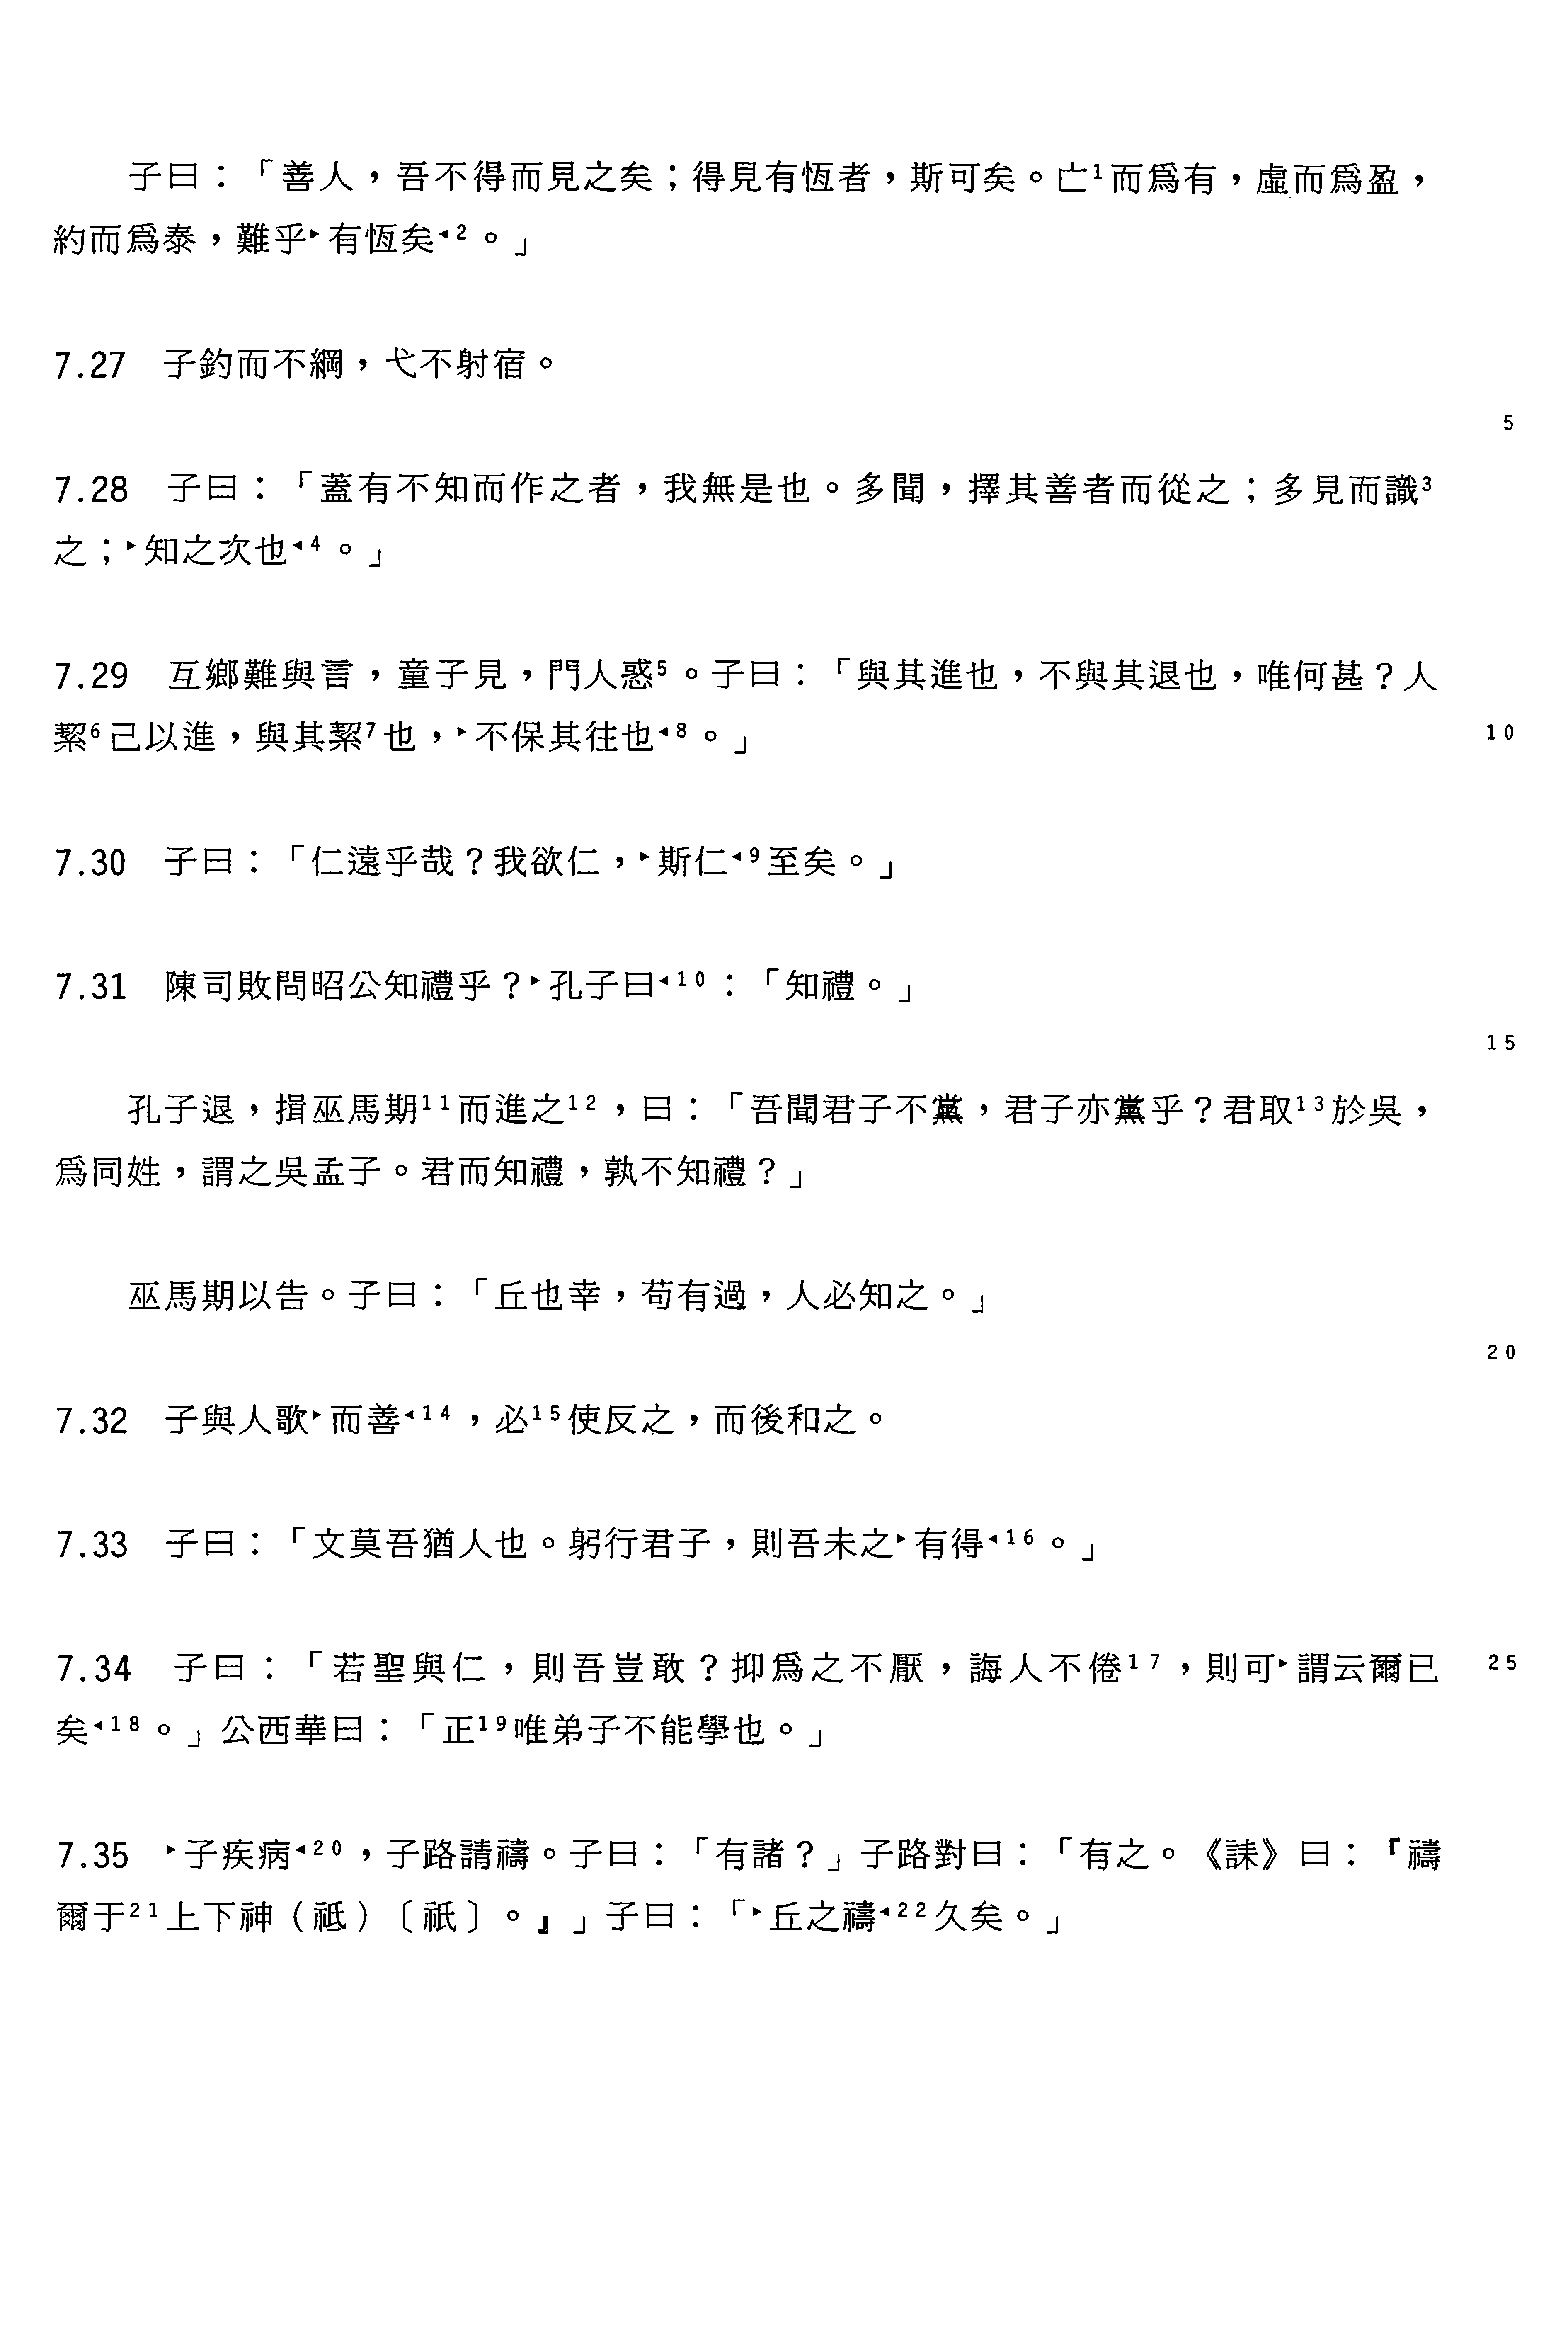 子曰：「善人，吾不得而見之矣；得見有恆者，斯可矣。亡¹而爲有，虛而爲盈，
約而爲泰，難乎▸有恆矣◂²。」
7.27 子釣而不綱，弋不射宿。
5
7.28 子曰：「蓋有不知而作之者，我無是也。多聞，擇其善者而從之；多見而識³
之；▸知之次也◂⁴。」
7.29 互鄉難與言，童子見，門人惑⁵。子曰：「與其進也，不與其退也，唯何甚？人
絜⁶己以進，與其絜⁷也，▸不保其往也◂⁸。」 10
7.30 子曰：「仁遠乎哉？我欲仁，▸斯仁◂⁹至矣。」
7.31 陳司敗問昭公知禮乎？▸孔子曰◂¹⁰：「知禮。」
15
孔子退，揖巫馬期¹¹而進之¹²，曰：「吾聞君子不黨，君子亦黨乎？君取¹³於吳，
爲同姓，謂之吳孟子。君而知禮，孰不知禮？」
巫馬期以告。子曰：「丘也幸，苟有過，人必知之。」
20
7.32 子與人歌▸而善◂¹⁴，必¹⁵使反之，而後和之。
7.33 子曰：「文莫吾猶人也。躬行君子，則吾未之▸有得◂¹⁶。」
7.34 子曰：「若聖與仁，則吾豈敢？抑爲之不厭，誨人不倦¹⁷，則可▸謂云爾已 25
矣◂¹⁸。」公西華曰：「正¹⁹唯弟子不能學也。」
7.35 ▸子疾病◂²⁰，子路請禱。子曰：「有諸？」子路對曰：「有之。《誄》曰：『禱
爾于²¹上下神（祗）〔祇〕。』」子曰：「▸丘之禱◂²²久矣。」